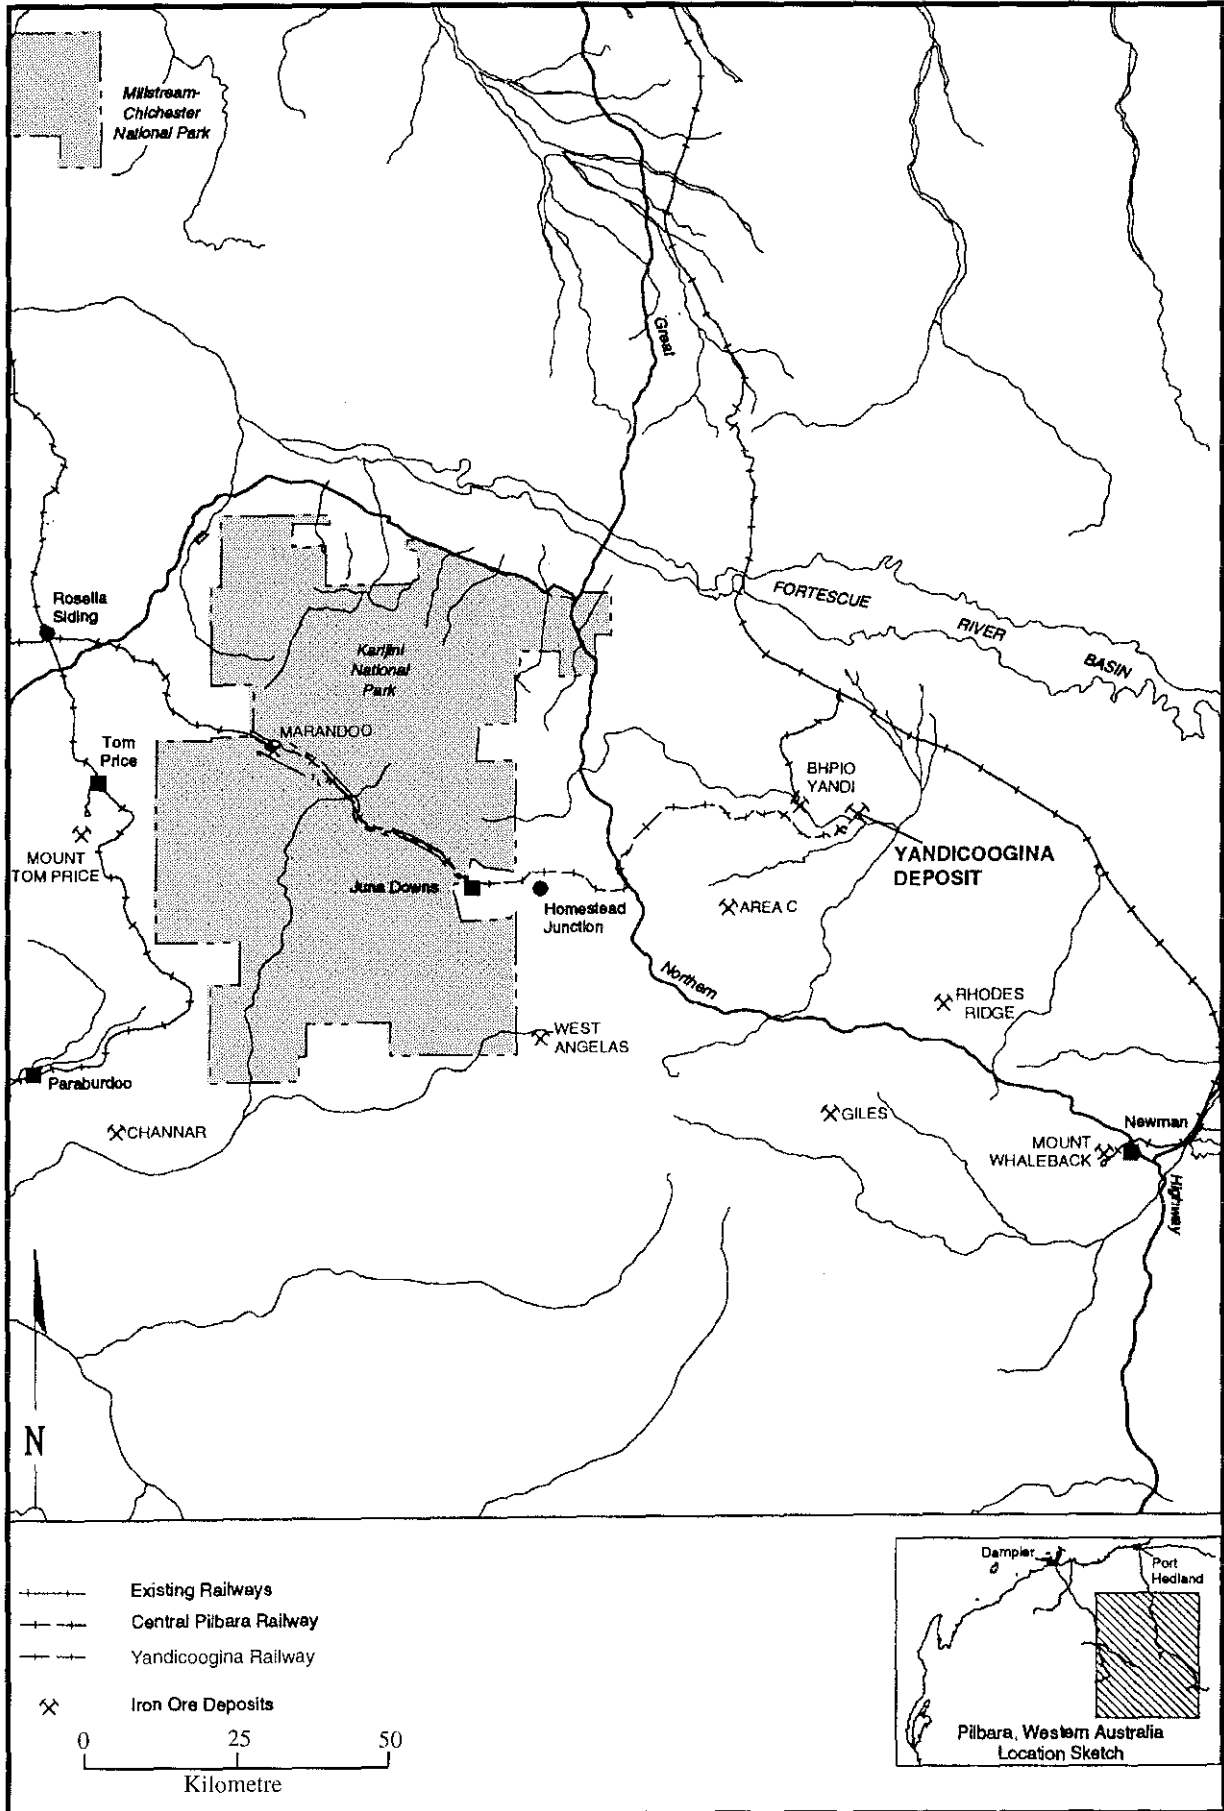 Millstream-
Chichester
National Park
Great
FORTESCUE
RIVER
BASIN
Rosella
Siding
Karijini
National
Park
MARANDOO
Tom
Price
BHPIO
YANDI
MOUNT
TOM PRICE
YANDICOOGINA
DEPOSIT
Juna Downs
Homestead
Junction
AREA C
Northern
RHODES
RIDGE
WEST
ANGELAS
Paraburdoo
CHANNAR
GILES
Newman
MOUNT
WHALEBACK
Highway
N
Existing Railways
Central Pilbara Railway
Yandicoogina Railway
Iron Ore Deposits
0 25 50
Kilometre
Dampier
Port
Hedland
Pilbara, Western Australia
Location Sketch